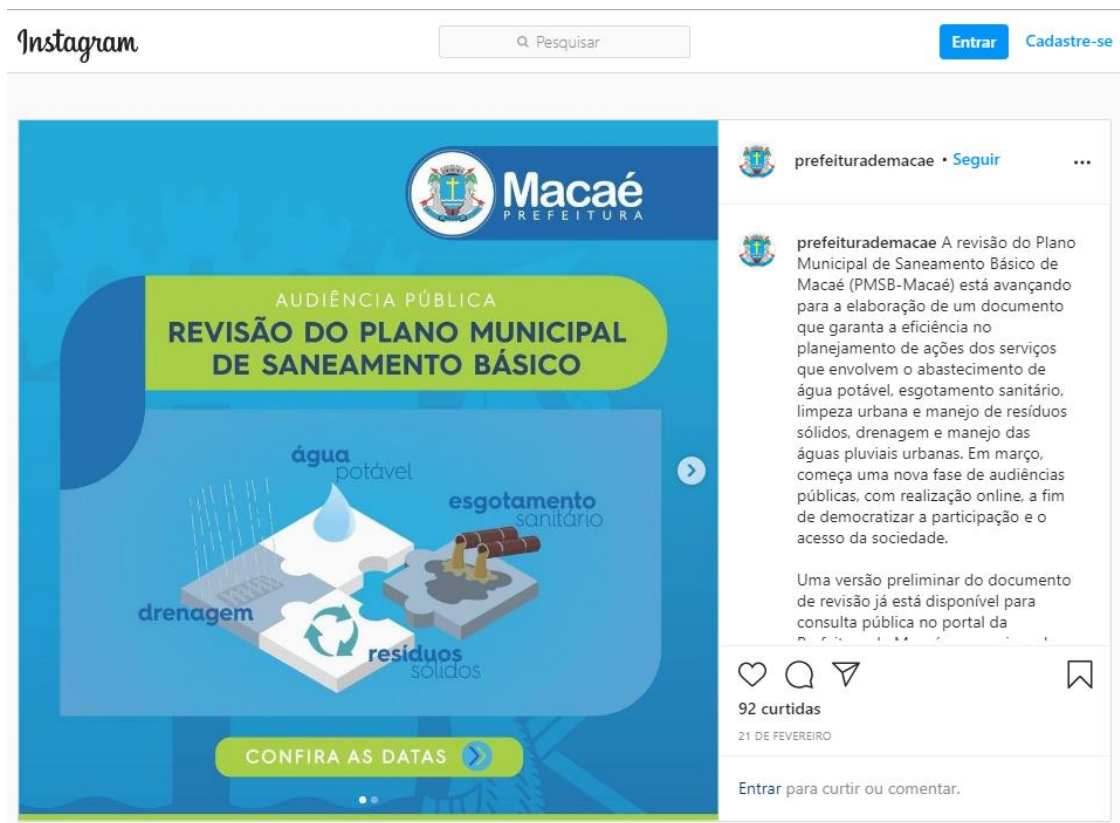 Instagram
Pesquisar
Entrar
Cadastre-se
Macaé
PREFEITURA
AUDIÊNCIA PÚBLICA
REVISÃO DO PLANO MUNICIPAL
DE SANEAMENTO BÁSICO
água
potável
esgotamento
sanitário
drenagem
resíduos
sólidos
CONFIRA AS DATAS
prefeiturademacae • Seguir
prefeiturademacae A revisão do Plano
Municipal de Saneamento Básico de
Macaé (PMSB-Macaé) está avançando
para a elaboração de um documento
que garanta a eficiência no
planejamento de ações dos serviços
que envolvem o abastecimento de
água potável, esgotamento sanitário,
limpeza urbana e manejo de resíduos
sólidos, drenagem e manejo das
águas pluviais urbanas. Em março,
começa uma nova fase de audiências
públicas, com realização online, a fim
de democratizar a participação e o
acesso da sociedade.
Uma versão preliminar do documento
de revisão já está disponível para
consulta pública no portal da
92 curtidas
21 DE FEVEREIRO
Entrar para curtir ou comentar.